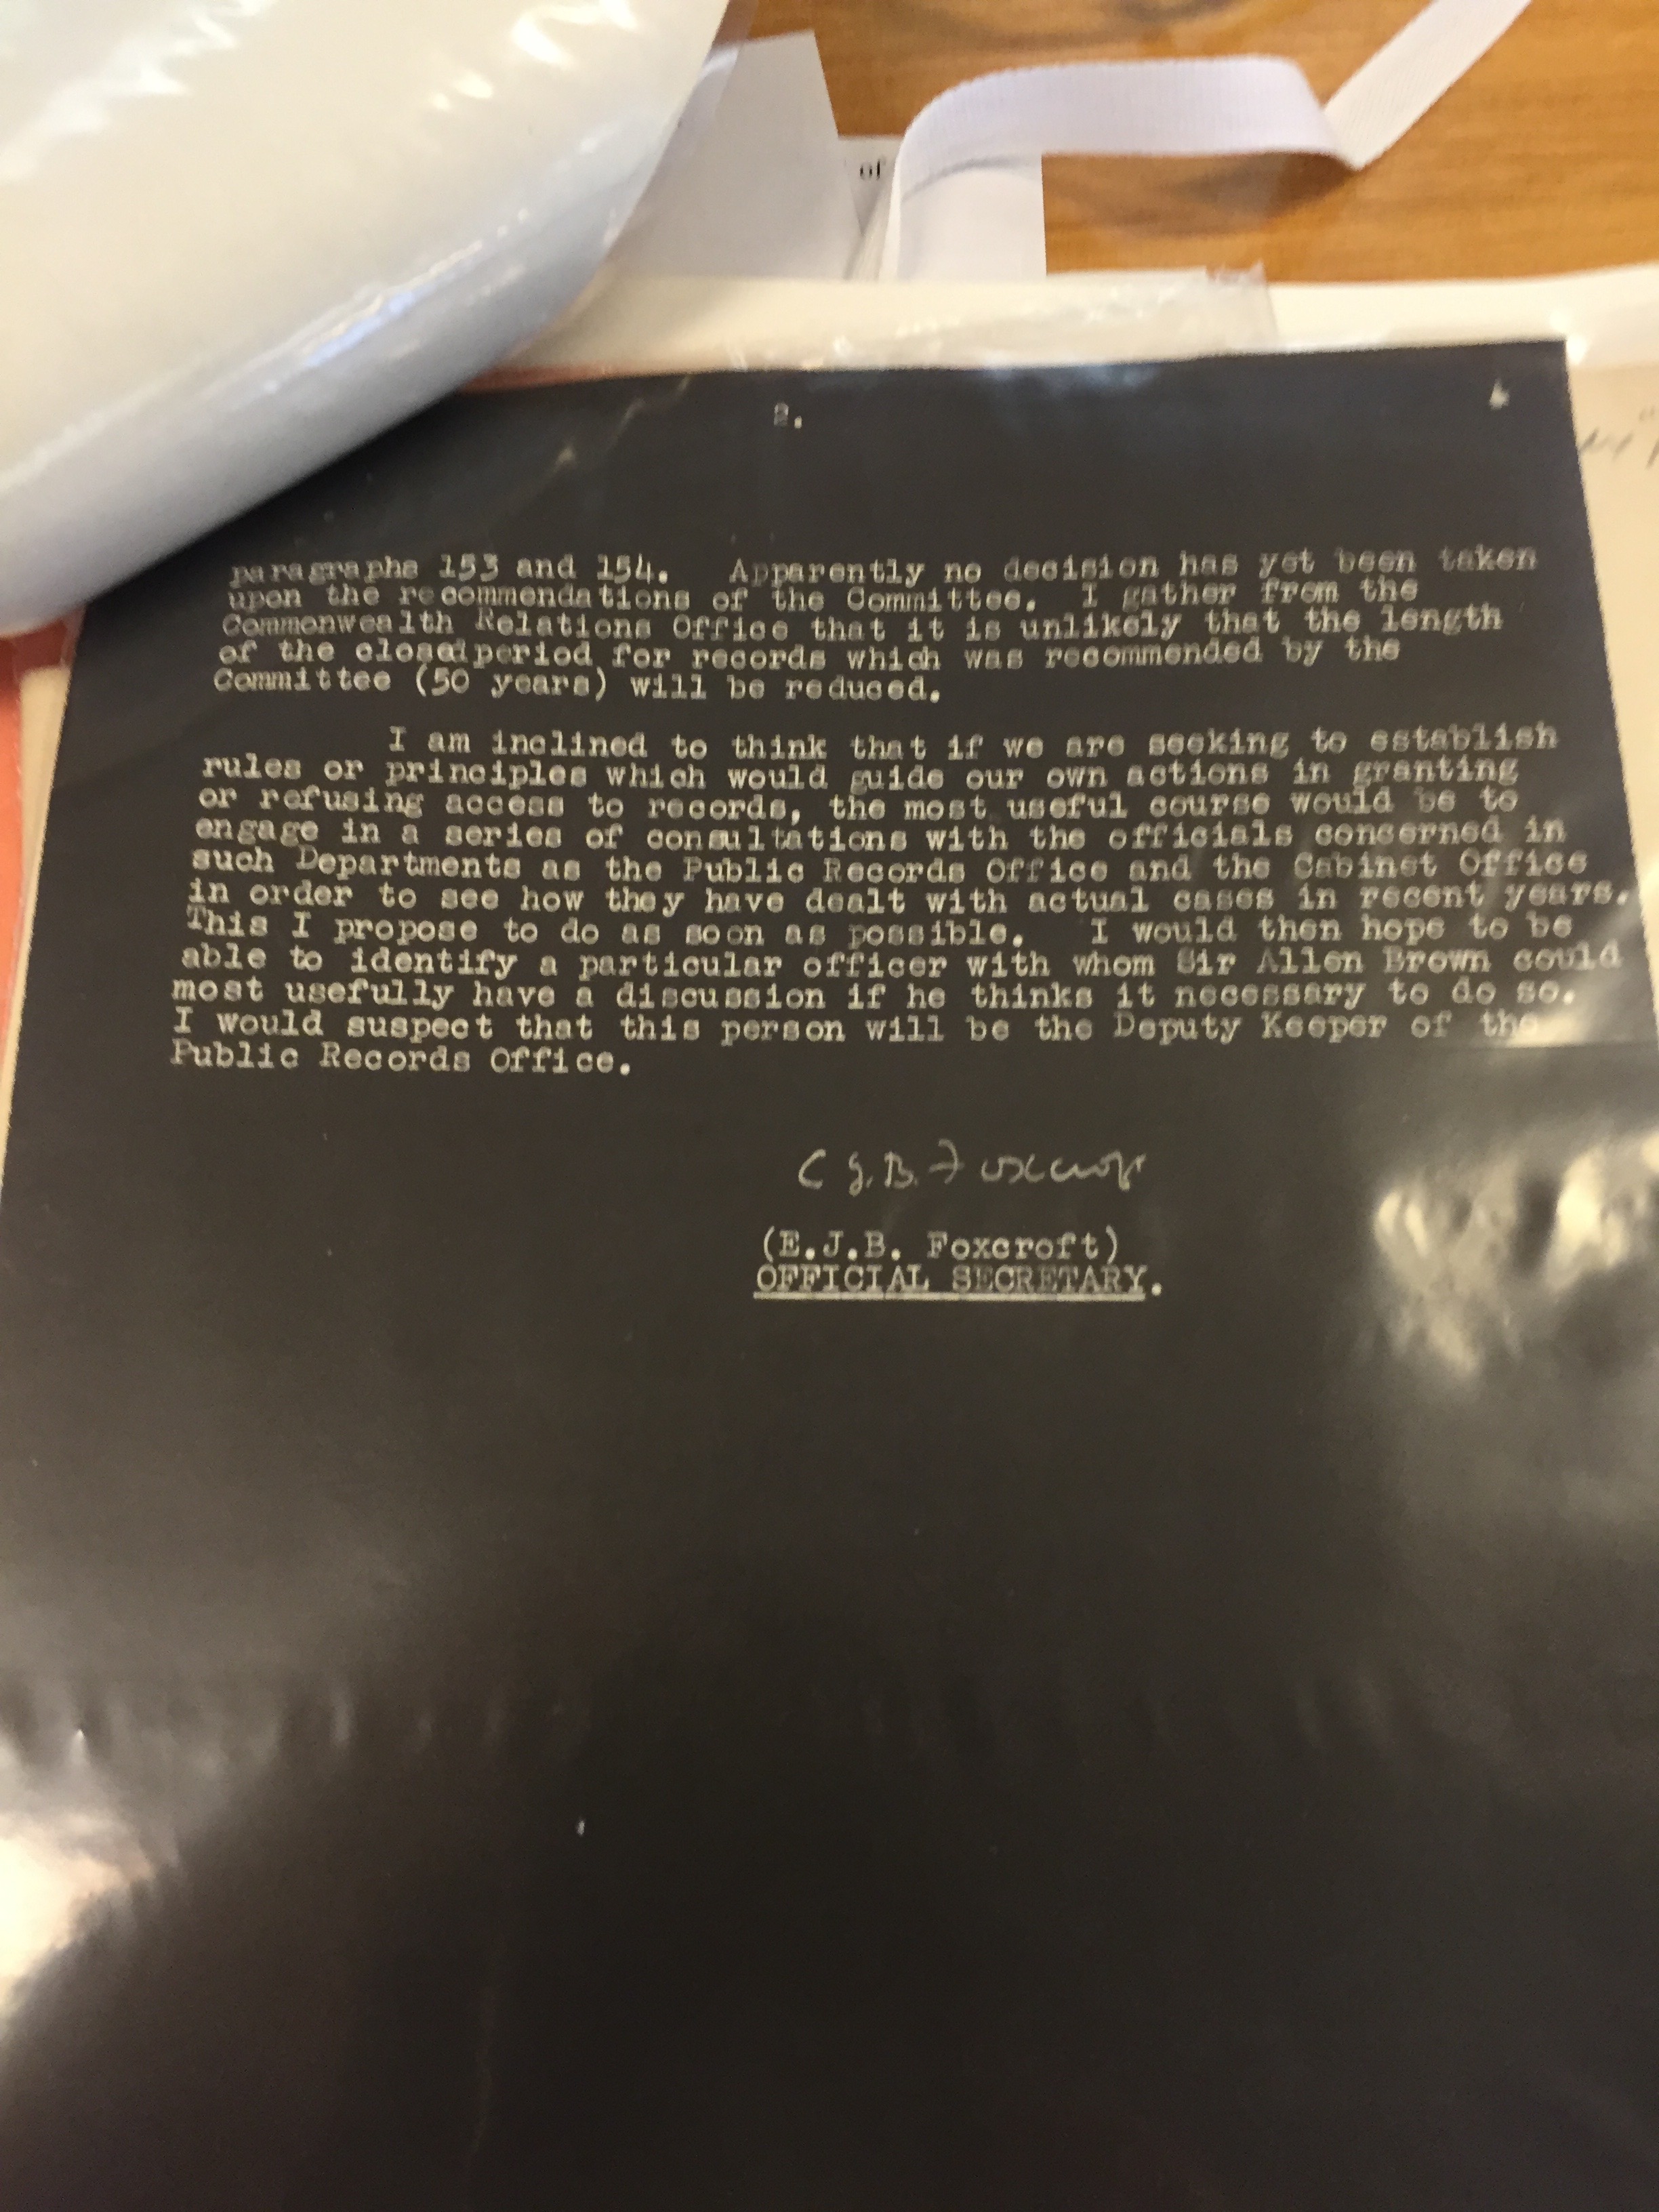 of
2.
paragraphs 153 and 154. Apparently no decision has yet been taken
upon the recommendations of the Committee. I gather from the
Commonwealth Relations Office that it is unlikely that the length
of the closed period for records which was recommended by the
Committee (50 years) will be reduced.
I am inclined to think that if we are seeking to establish
rules or principles which would guide our own actions in granting
or refusing access to records, the most useful course would be to
engage in a series of consultations with the officials concerned in
such Departments as the Public Records Office and the Cabinet Office
in order to see how they have dealt with actual cases in recent years.
This I propose to do as soon as possible. I would then hope to be
able to identify a particular officer with whom Sir Allen Brown could
most usefully have a discussion if he thinks it necessary to do so.
I would suspect that this person will be the Deputy Keeper of the
Public Records Office.
E J.B. Foxcroft
(E.J.B. Foxcroft)
OFFICIAL SECRETARY.